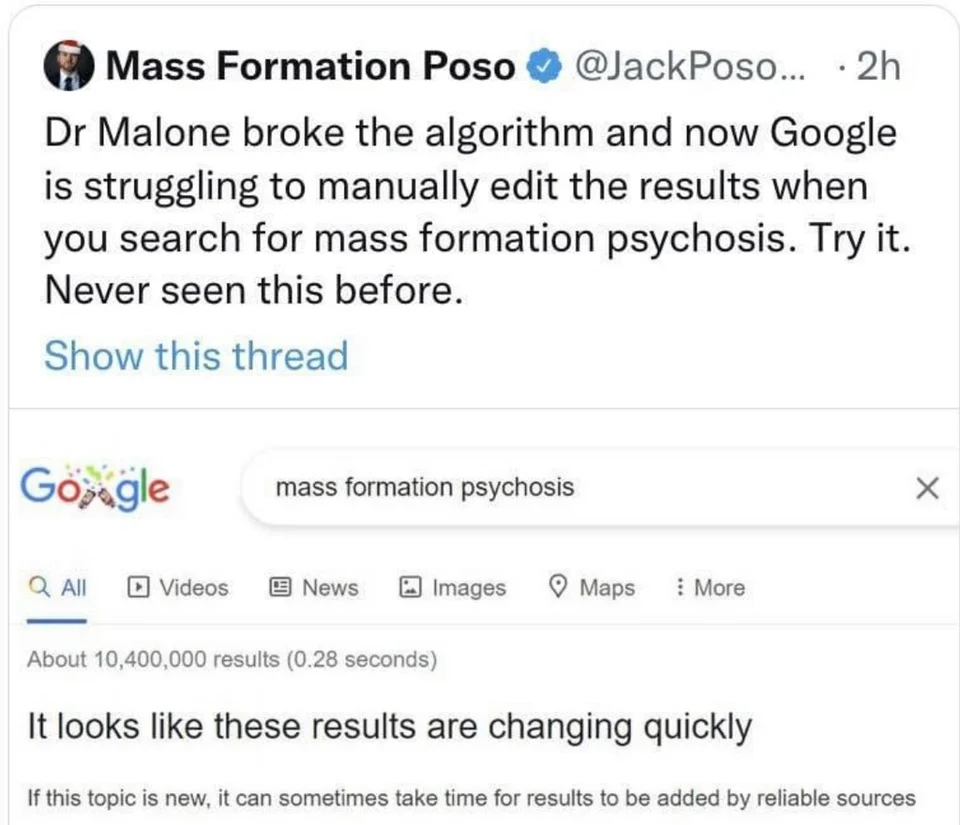 Mass Formation Poso @JackPoso... · 2h
Dr Malone broke the algorithm and now Google
is struggling to manually edit the results when
you search for mass formation psychosis. Try it.
Never seen this before.
Show this thread
Google
mass formation psychosis
All Videos News Images Maps More
About 10,400,000 results (0.28 seconds)
It looks like these results are changing quickly
If this topic is new, it can sometimes take time for results to be added by reliable sources